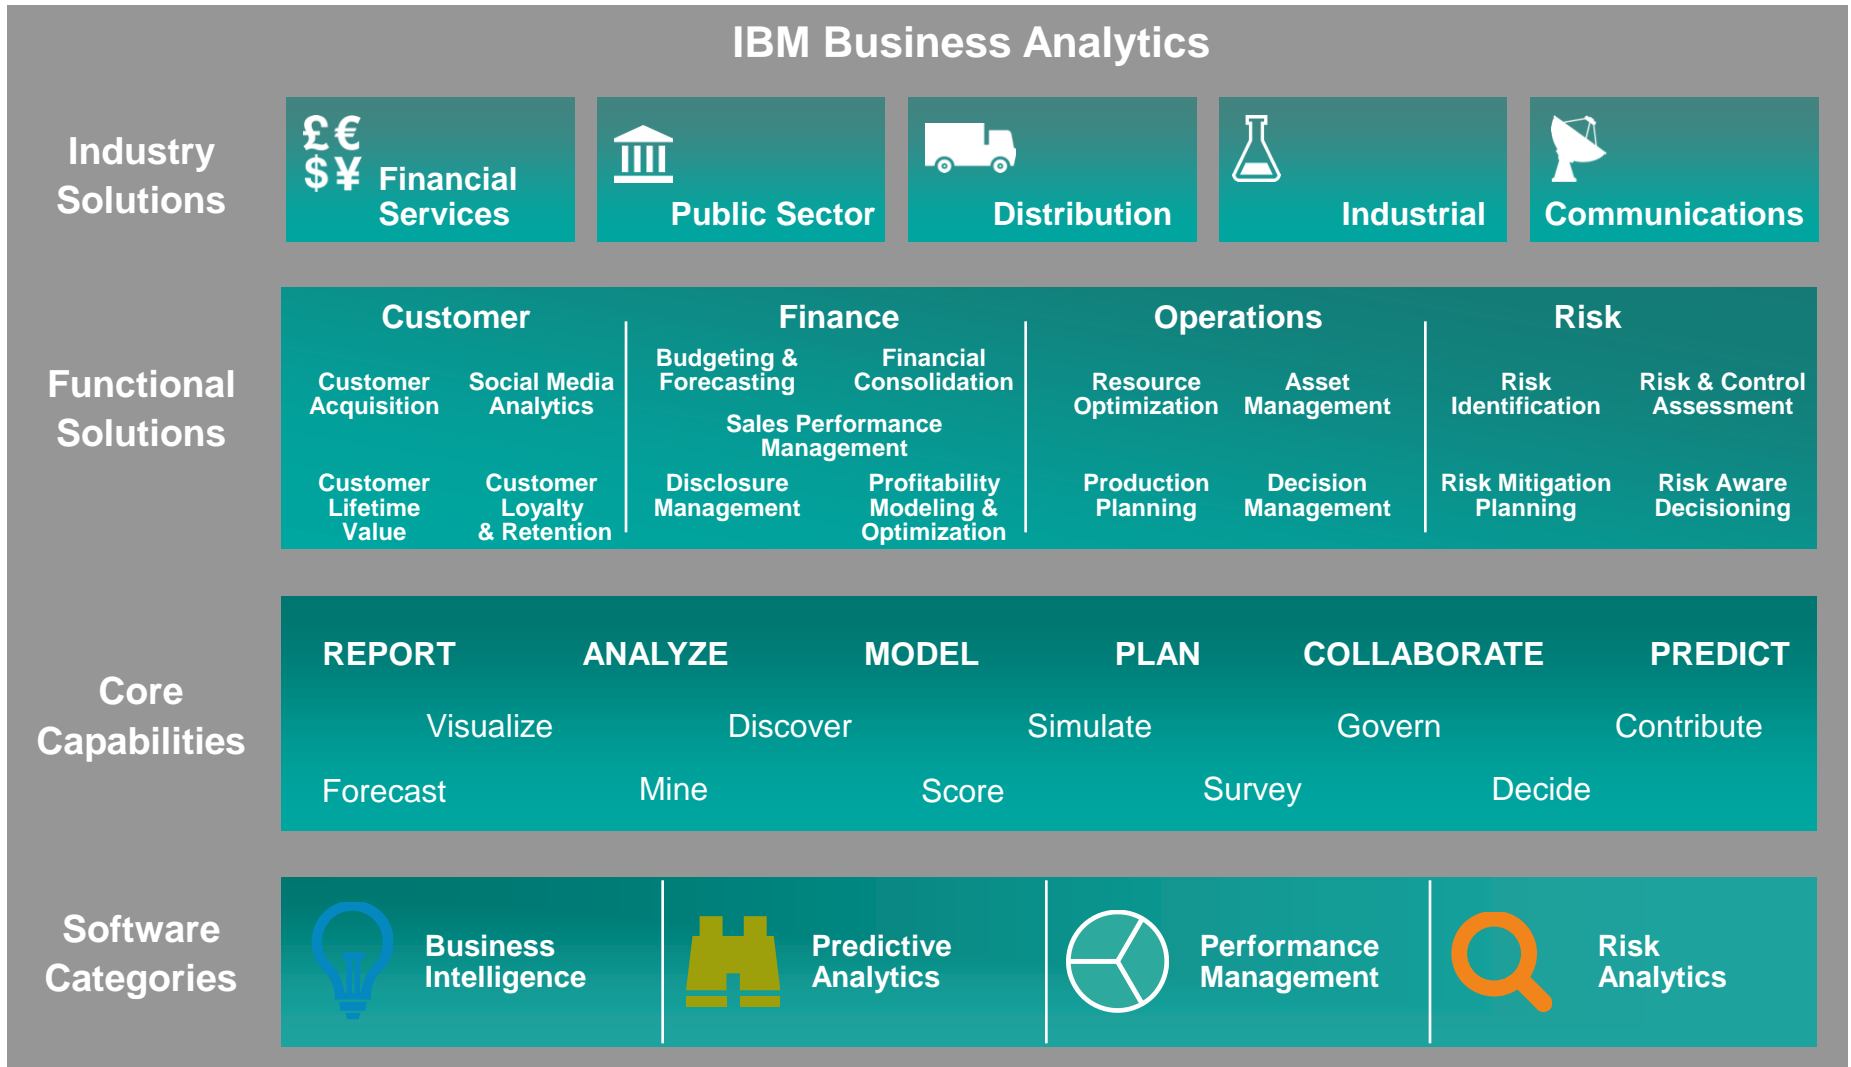 IBM Business Analytics
Industry
Solutions
£ €
$ ¥
Financial
Services
Public Sector
Distribution
Industrial
Communications
Functional
Solutions
Customer
Customer
Acquisition
Social Media
Analytics
Customer
Lifetime
Value
Customer
Loyalty
& Retention
Finance
Budgeting &
Forecasting
Financial
Consolidation
Sales Performance
Management
Disclosure
Management
Profitability
Modeling &
Optimization
Operations
Resource
Optimization
Asset
Management
Production
Planning
Decision
Management
Risk
Risk
Identification
Risk & Control
Assessment
Risk Mitigation
Planning
Risk Aware
Decisioning
Core
Capabilities
REPORT ANALYZE MODEL PLAN COLLABORATE PREDICT
Visualize Discover Simulate Govern Contribute
Forecast Mine Score Survey Decide
Software
Categories
Business
Intelligence
Predictive
Analytics
Performance
Management
Risk
Analytics